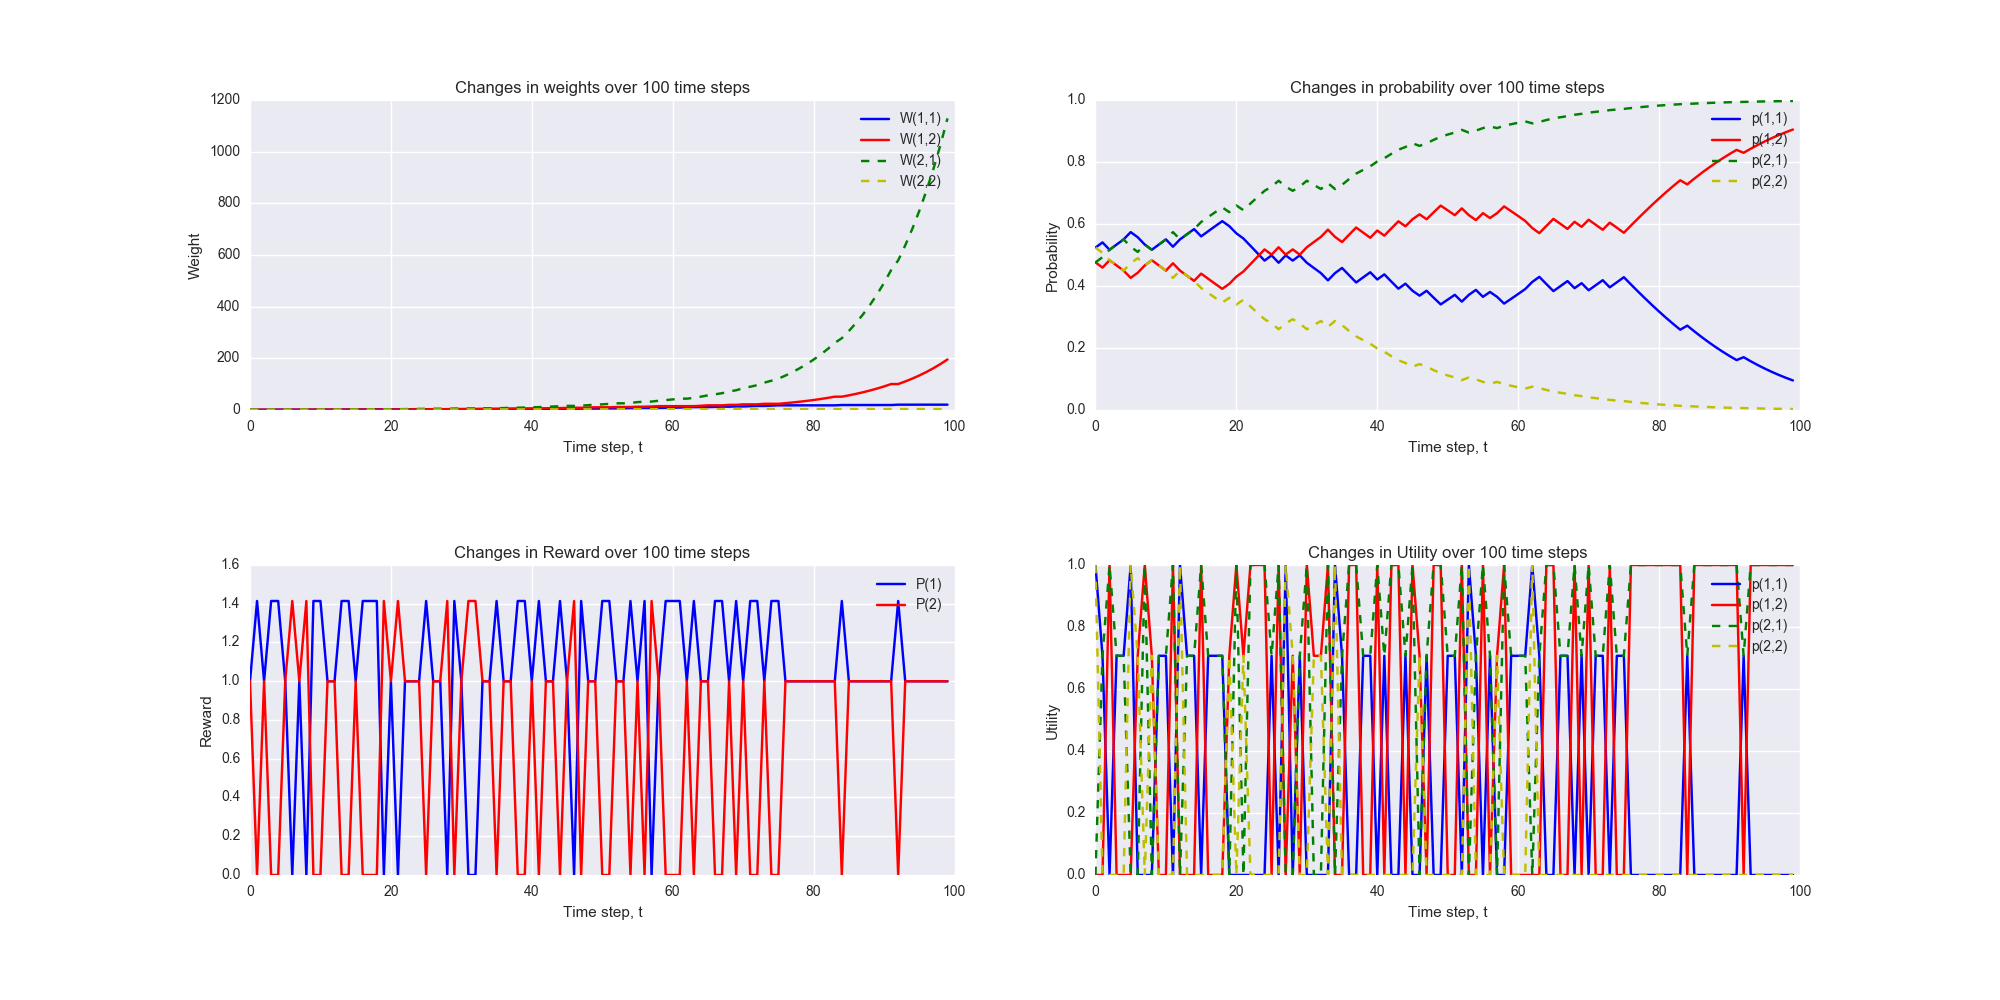 Changes in weights over 100 time steps
1200
1000
800
600
400
200
0
Weight
0 20 40 60 80 100
Time step, t
W(1,1)
W(1,2)
W(2,1)
W(2,2)
Changes in probability over 100 time steps
1.0
0.8
0.6
0.4
0.2
0.0
Probability
0 20 40 60 80 100
Time step, t
p(1,1)
p(1,2)
p(2,1)
p(2,2)
Changes in Reward over 100 time steps
1.6
1.4
1.2
1.0
0.8
0.6
0.4
0.2
0.0
Reward
0 20 40 60 80 100
Time step, t
P(1)
P(2)
Changes in Utility over 100 time steps
1.0
0.8
0.6
0.4
0.2
0.0
Utility
0 20 40 60 80 100
Time step, t
p(1,1)
p(1,2)
p(2,1)
p(2,2)